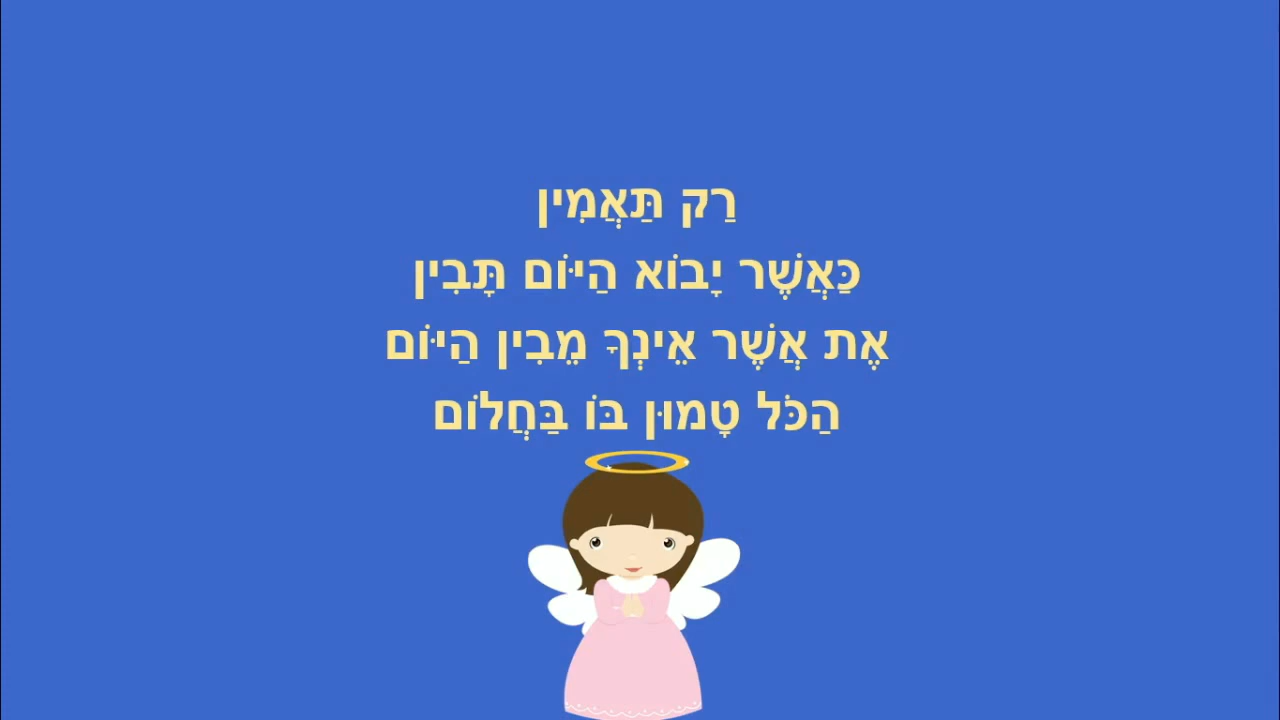 רַק תַּאֲמִין
כַּאֲשֶׁר יָבוֹא הַיּוֹם תָּבִין
אֶת אֲשֶׁר אֵינְךָ מֵבִין הַיּוֹם
הַכֹּל טָמוּן בּוֹ בַּחֲלוֹם